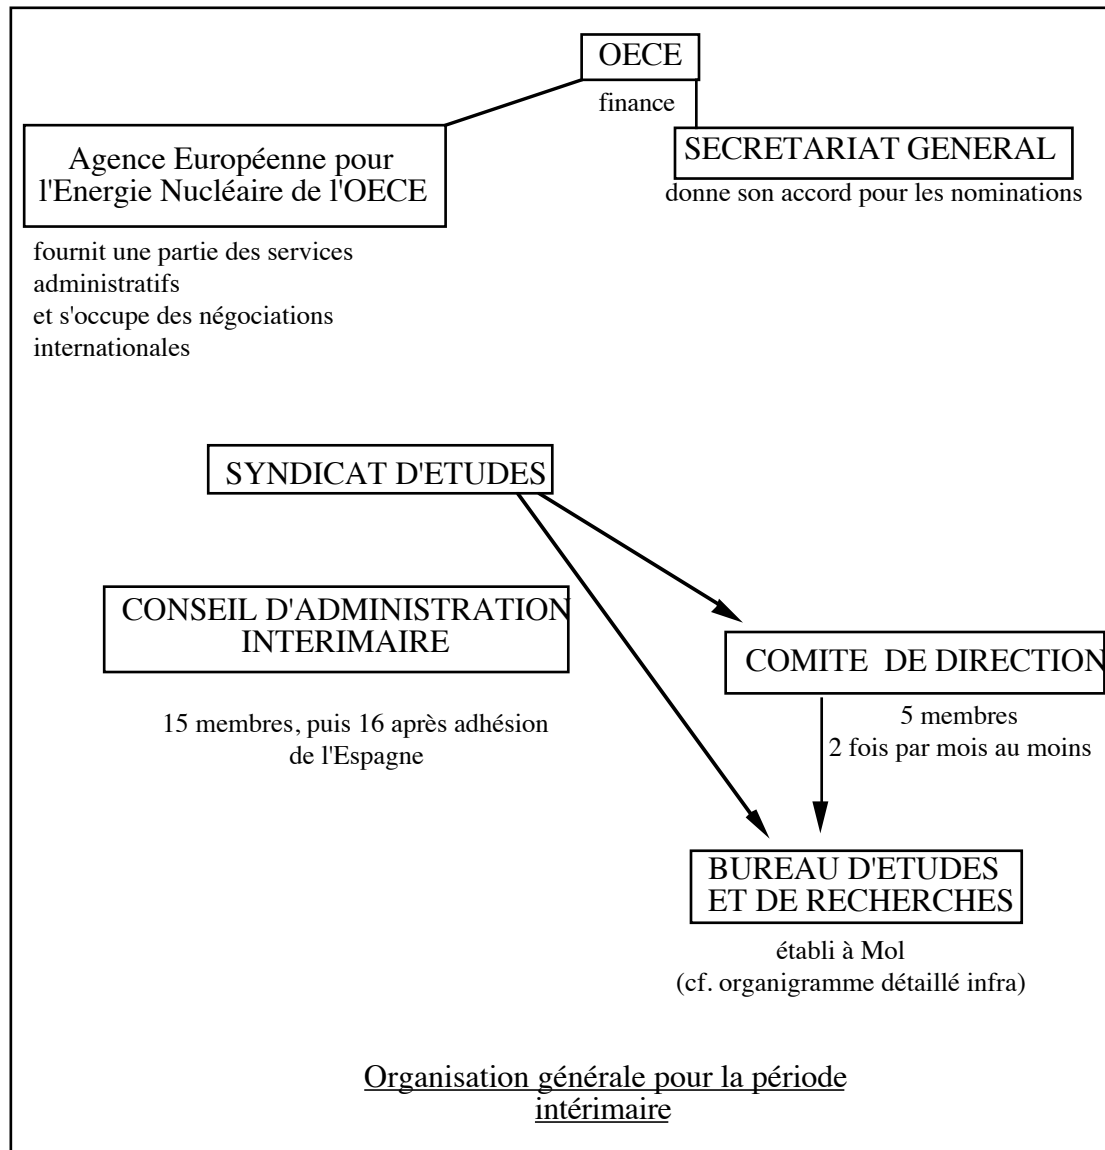 OECE
finance
Agence Européenne pour
l'Energie Nucléaire de l'OECE
SECRETARIAT GENERAL
donne son accord pour les nominations
fournit une partie des services
administratifs
et s'occupe des négociations
internationales
SYNDICAT D'ETUDES
CONSEIL D'ADMINISTRATION
INTERIMAIRE
COMITE DE DIRECTION
15 membres, puis 16 après adhésion
de l'Espagne
5 membres
2 fois par mois au moins
BUREAU D'ETUDES
ET DE RECHERCHES
établi à Mol
(cf. organigramme détaillé infra)
Organisation générale pour la période
intérimaire